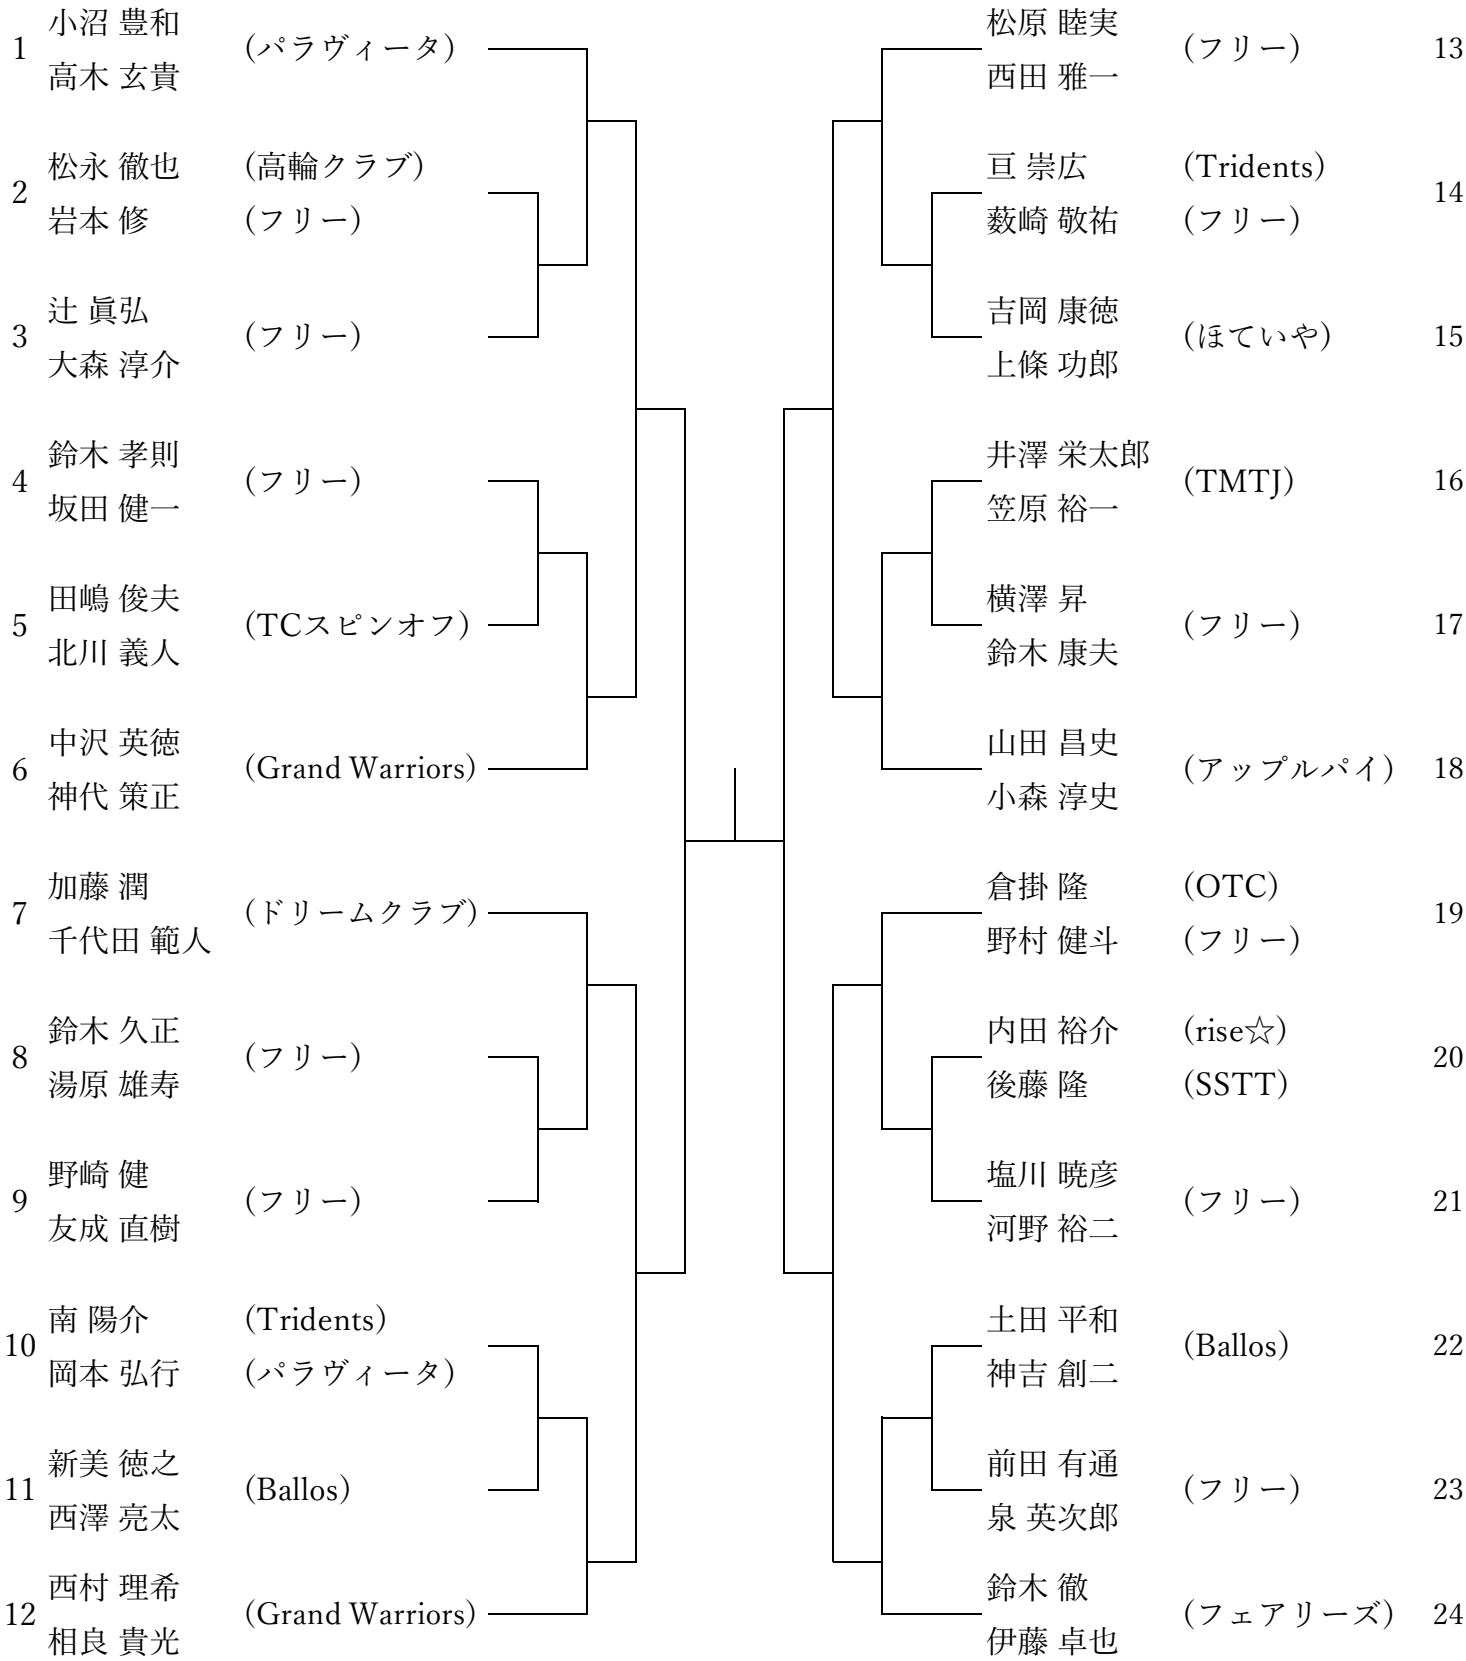 小沼 豊和
1 (パラヴィータ)
高木 玄貴
松永 徹也 (高輪クラブ)
2
岩本 修 (フリー)
辻 眞弘
3 (フリー)
大森 淳介
鈴木 孝則
4 (フリー)
坂田 健一
田嶋 俊夫
5 (TCスピンオフ)
北川 義人
中沢 英徳
6 (Grand Warriors)
神代 策正
加藤 潤
7 (ドリームクラブ)
千代田 範人
鈴木 久正
8 (フリー)
湯原 雄寿
野崎 健
9 (フリー)
友成 直樹
南 陽介 (Tridents)
10
岡本 弘行 (パラヴィータ)
新美 徳之
11 (Ballos)
西澤 亮太
西村 理希
12 (Grand Warriors)
相良 貴光
松原 睦実
(フリー) 13
西田 雅一
亘 崇広 (Tridents)
14
薮崎 敬祐 (フリー)
吉岡 康徳
(ほていや) 15
上條 功郎
井澤 栄太郎
(TMTJ) 16
笠原 裕一
横澤 昇
(フリー) 17
鈴木 康夫
山田 昌史
(アップルパイ) 18
小森 淳史
倉掛 隆 (OTC)
19
野村 健斗 (フリー)
内田 裕介 (rise☆)
20
後藤 隆 (SSTT)
塩川 暁彦
(フリー) 21
河野 裕二
土田 平和
(Ballos) 22
神吉 創二
前田 有通
(フリー) 23
泉 英次郎
鈴木 徹
(フェアリーズ) 24
伊藤 卓也